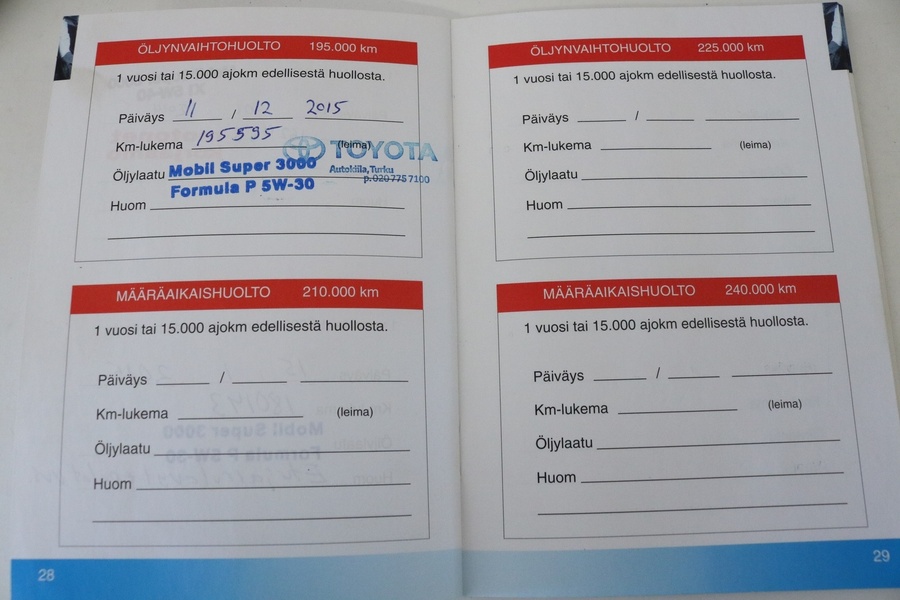 ÖLJYNVAIHTOHUOLTO 195.000 km
1 vuosi tai 15.000 ajokm edellisestä huollosta.
Päiväys 11 / 12 2015
Km-lukema 195595 (leima)
TOYOTA
Autokiila, Turku
p. 020 775 7100
Öljylaatu Mobil Super 3000
Formula P 5W-30
Huom
MÄÄRÄAIKAISHUOLTO 210.000 km
1 vuosi tai 15.000 ajokm edellisestä huollosta.
Päiväys /
Km-lukema (leima)
Öljylaatu
Huom
28
ÖLJYNVAIHTOHUOLTO 225.000 km
1 vuosi tai 15.000 ajokm edellisestä huollosta.
Päiväys /
Km-lukema (leima)
Öljylaatu
Huom
MÄÄRÄAIKAISHUOLTO 240.000 km
1 vuosi tai 15.000 ajokm edellisestä huollosta.
Päiväys /
Km-lukema (leima)
Öljylaatu
Huom
29